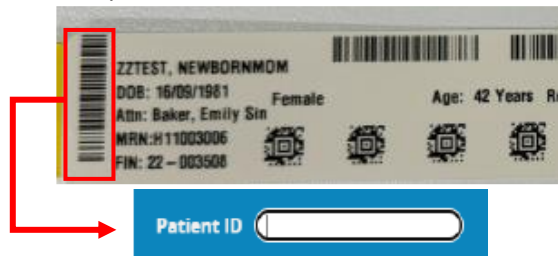 ZZTEST, NEWBORNMOM
DOB: 16/09/1981 Female Age: 42 Years
Attn: Baker, Emily Sin
MRN:H11003006
FIN: 22 - 003508
Patient ID